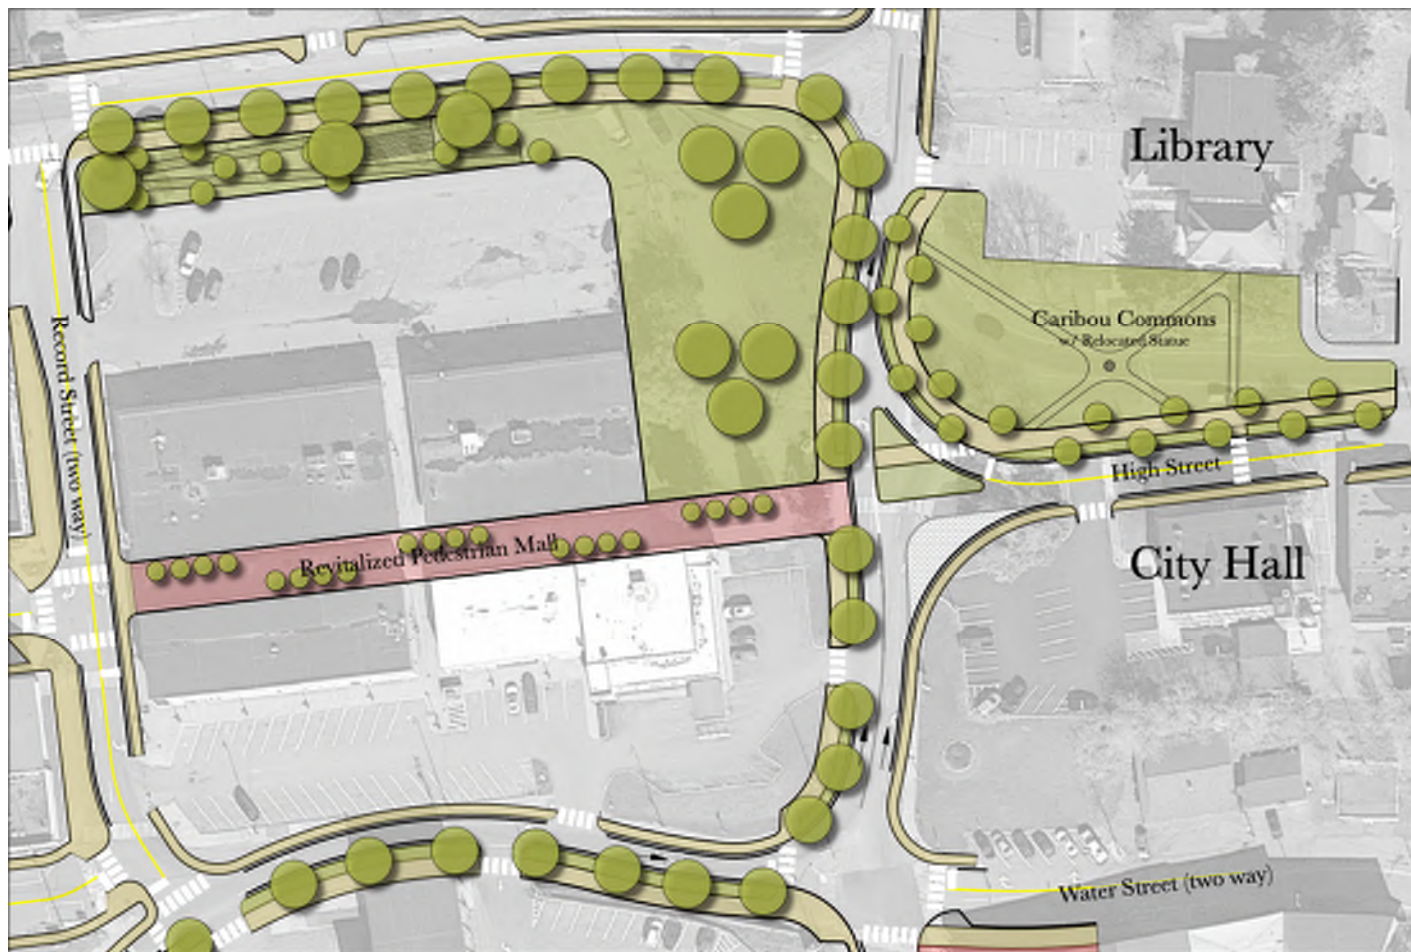 Library
Caribou Commons
w/ Relocated Statue
Record Street (two way)
High Street
Revitalized Pedestrian Mall
City Hall
Water Street (two way)